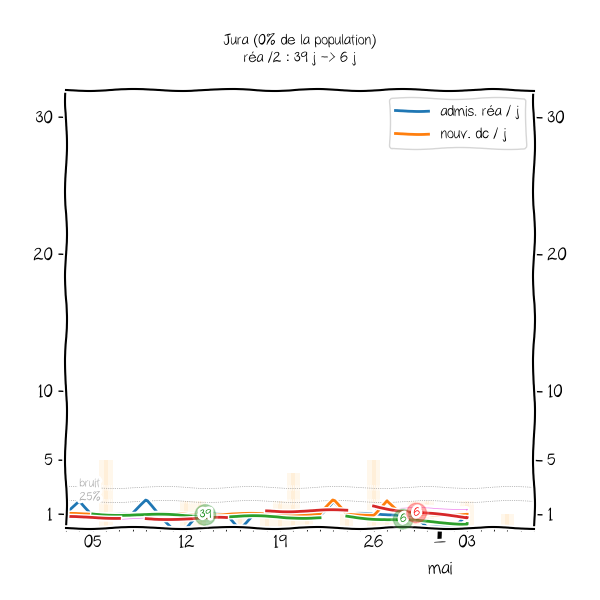 Jura (0% de la population)
réa /2 : 39 j -> 6 j
admis. réa / j
nouv. dc / j
30 30
20 20
10 10
5 5
bruit
25%
1 1
39 6 6
05 12 19 26 03
mai